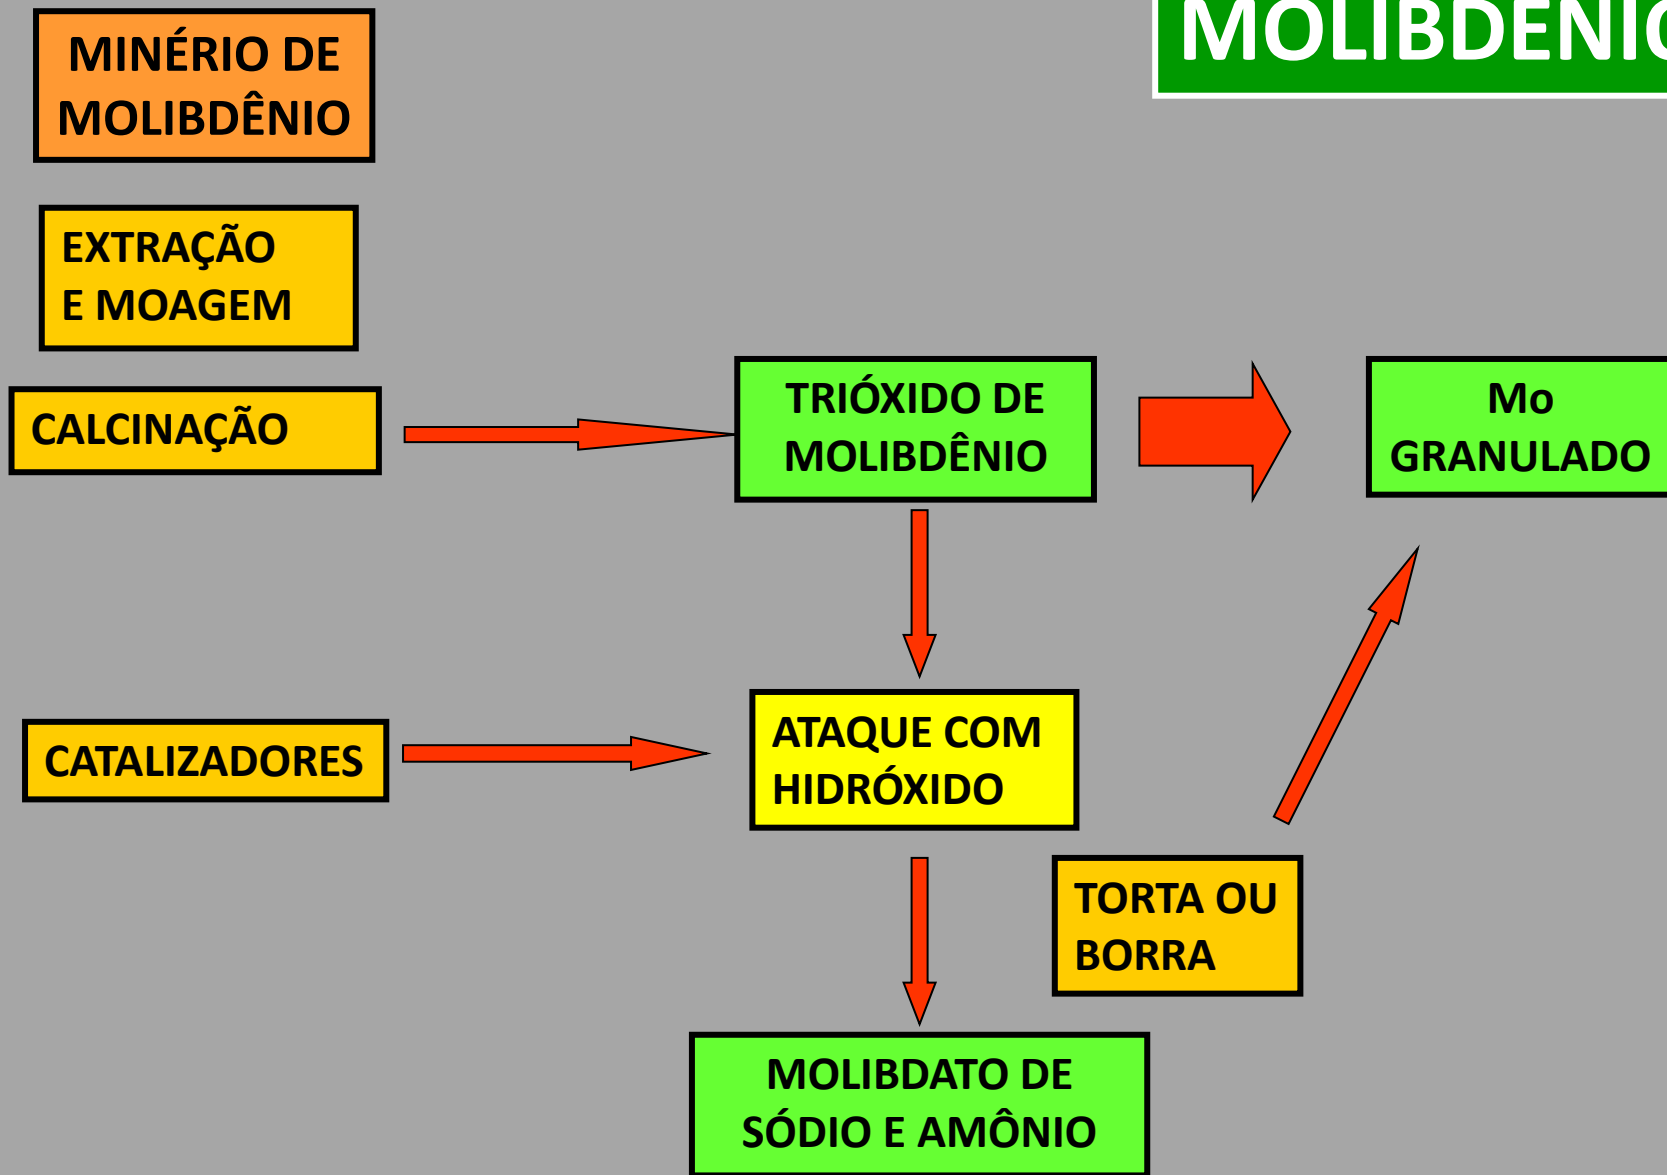 MOLIBDÊNIO
MINÉRIO DE
MOLIBDÊNIO
EXTRAÇÃO
E MOAGEM
CALCINAÇÃO
TRIÓXIDO DE
MOLIBDÊNIO
Mo
GRANULADO
CATALIZADORES
ATAQUE COM
HIDRÓXIDO
TORTA OU
BORRA
MOLIBDATO DE
SÓDIO E AMÔNIO